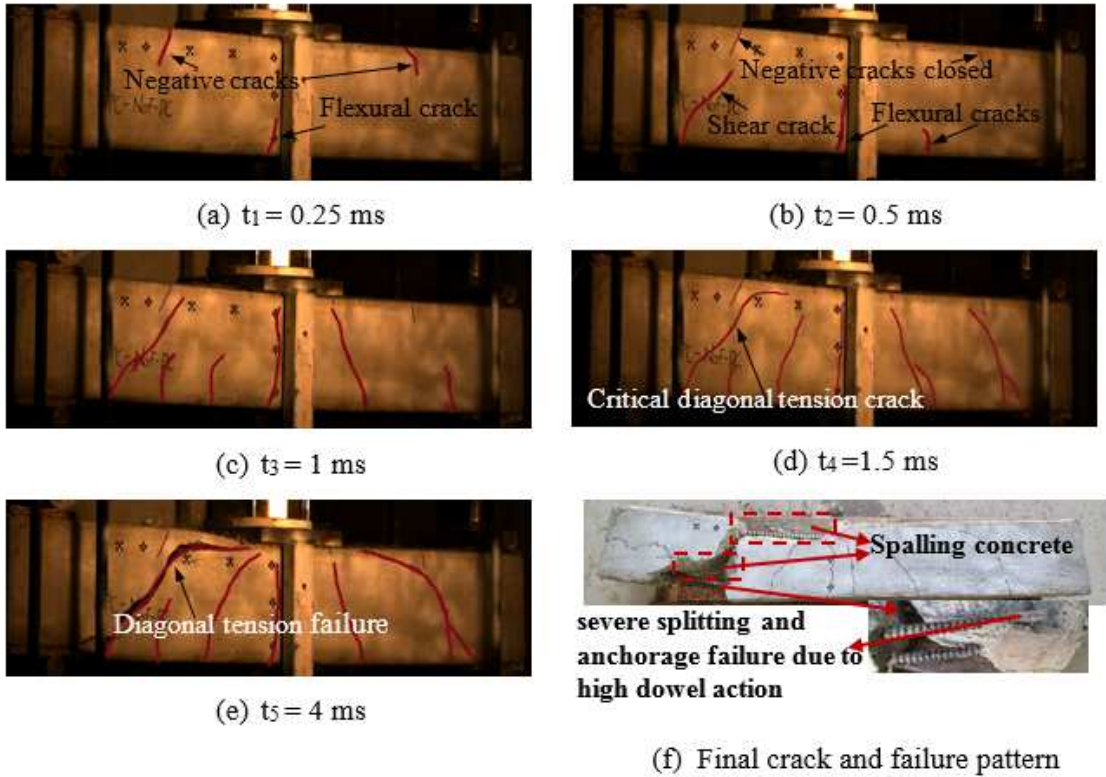 Negative cracks
Flexural crack
(a) t₁ = 0.25 ms
Negative cracks closed
Shear crack
Flexural cracks
(b) t₂ = 0.5 ms
(c) t₃ = 1 ms
Critical diagonal tension crack
(d) t₄ =1.5 ms
Diagonal tension failure
(e) t₅ = 4 ms
Spalling concrete
severe splitting and
anchorage failure due to
high dowel action
(f) Final crack and failure pattern